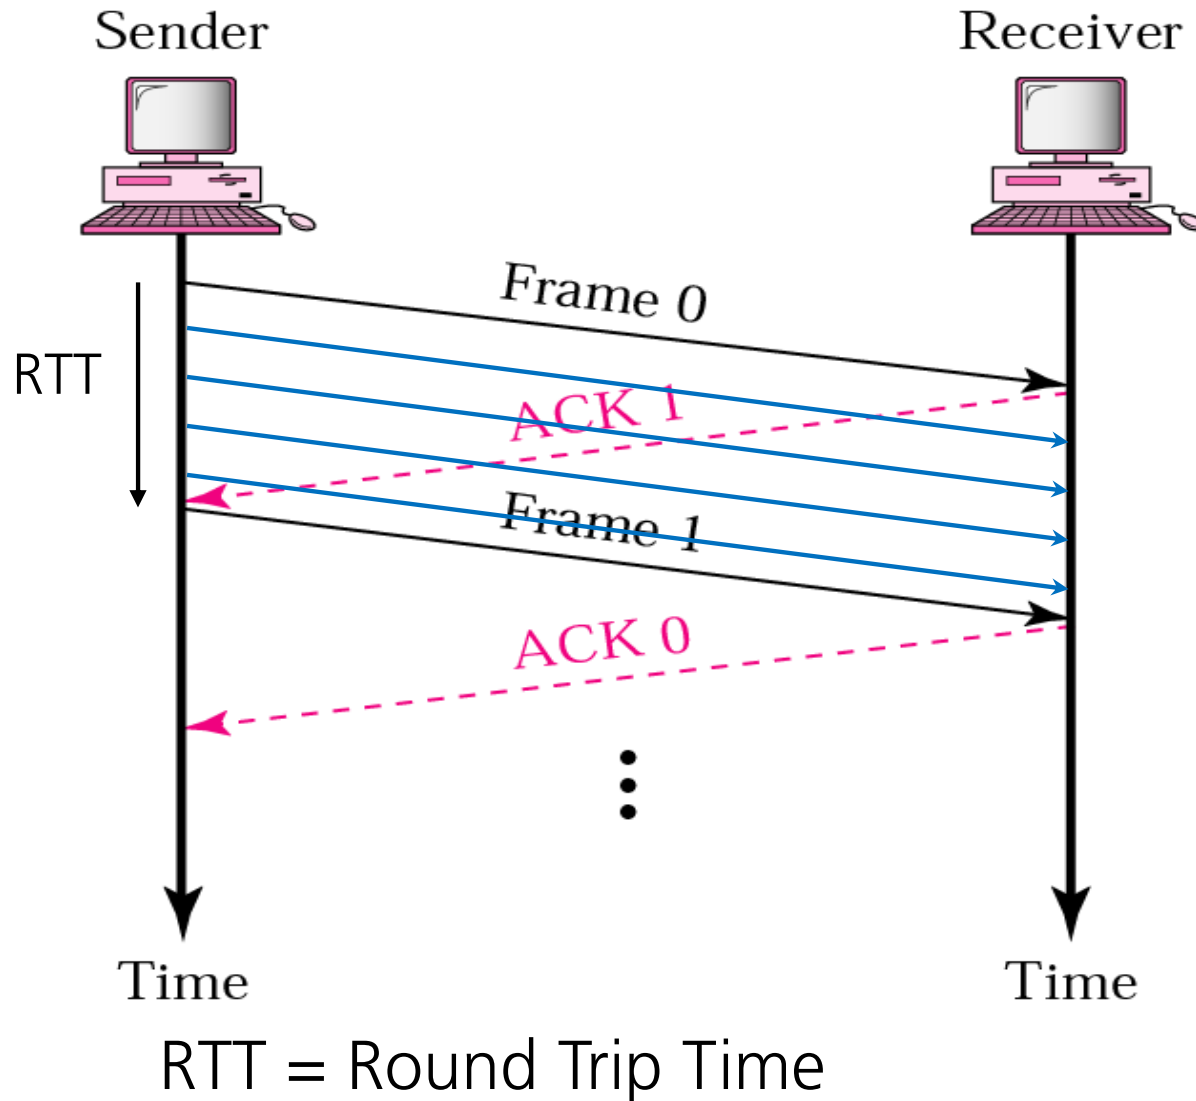 Sender
Receiver
Frame 0
RTT
ACK 1
Frame 1
ACK 0
Time
Time
RTT = Round Trip Time